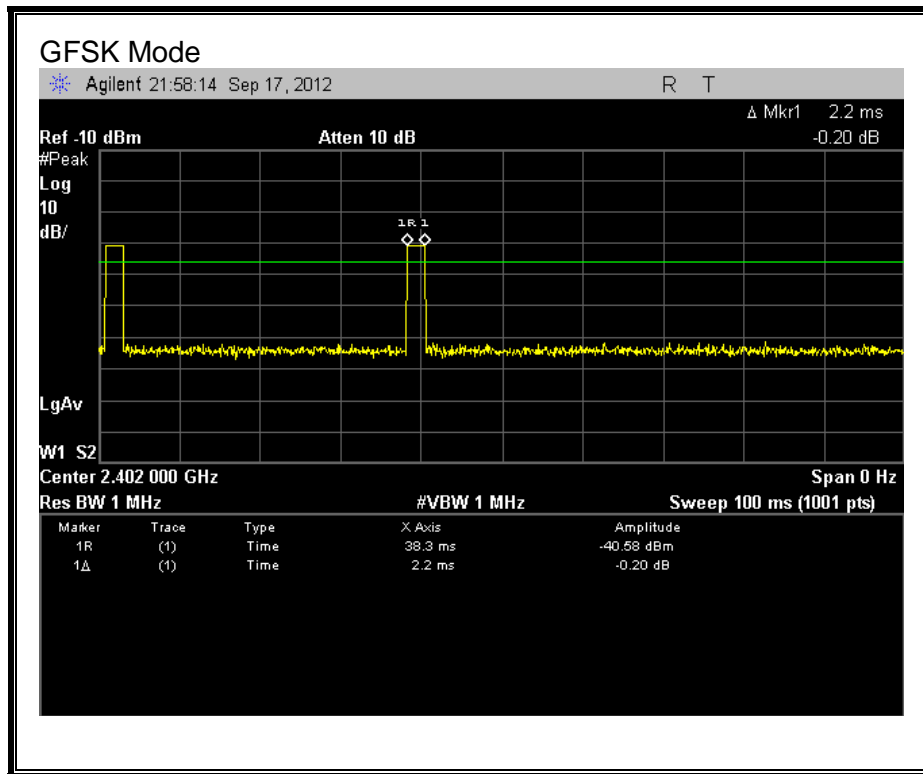 GFSK Mode
Agilent 21:58:14 Sep 17, 2012 R T
Δ Mkr1 2.2 ms
Ref -10 dBm Atten 10 dB -0.20 dB
#Peak
Log
10
dB/
1R 1
LgAv
W1 S2
Center 2.402 000 GHz Span 0 Hz
Res BW 1 MHz #VBW 1 MHz Sweep 100 ms (1001 pts)
Marker Trace Type X Axis Amplitude
1R (1) Time 38.3 ms -40.58 dBm
1Δ (1) Time 2.2 ms -0.20 dB